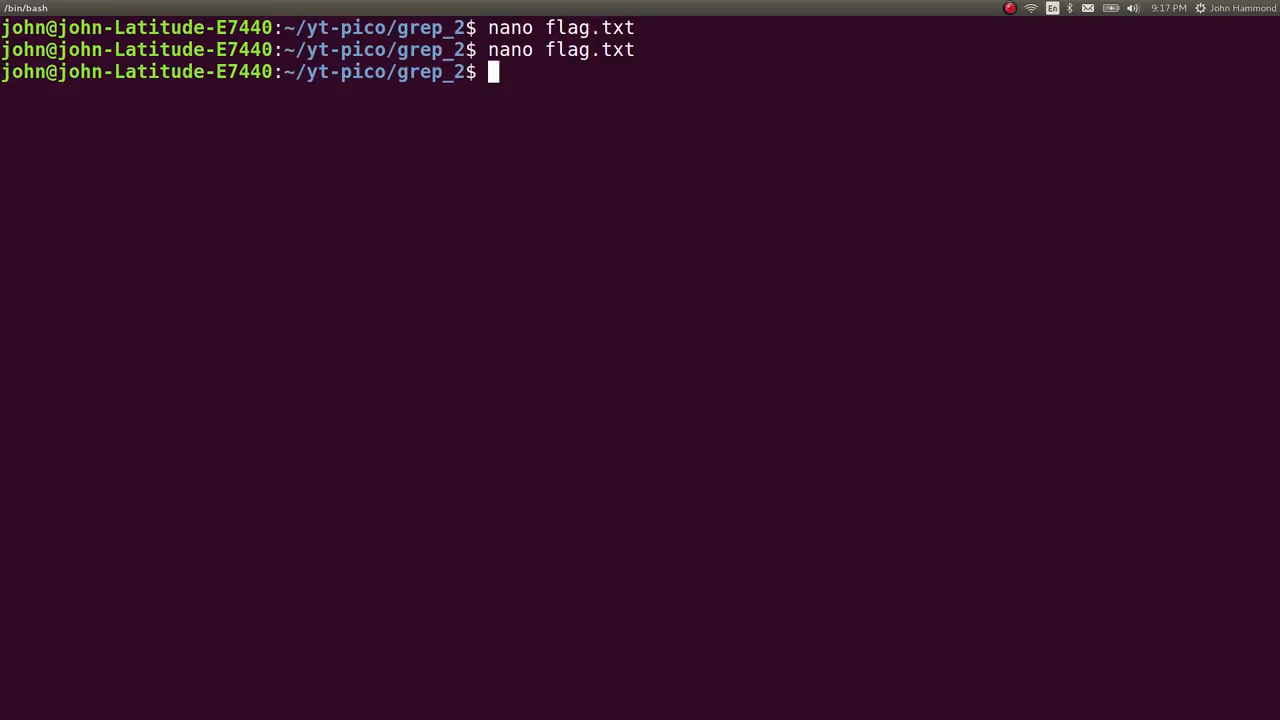 /bin/bash
En 9:17 PM John Hammond
john@john-Latitude-E7440:~/yt-pico/grep_2$ nano flag.txt
john@john-Latitude-E7440:~/yt-pico/grep_2$ nano flag.txt
john@john-Latitude-E7440:~/yt-pico/grep_2$